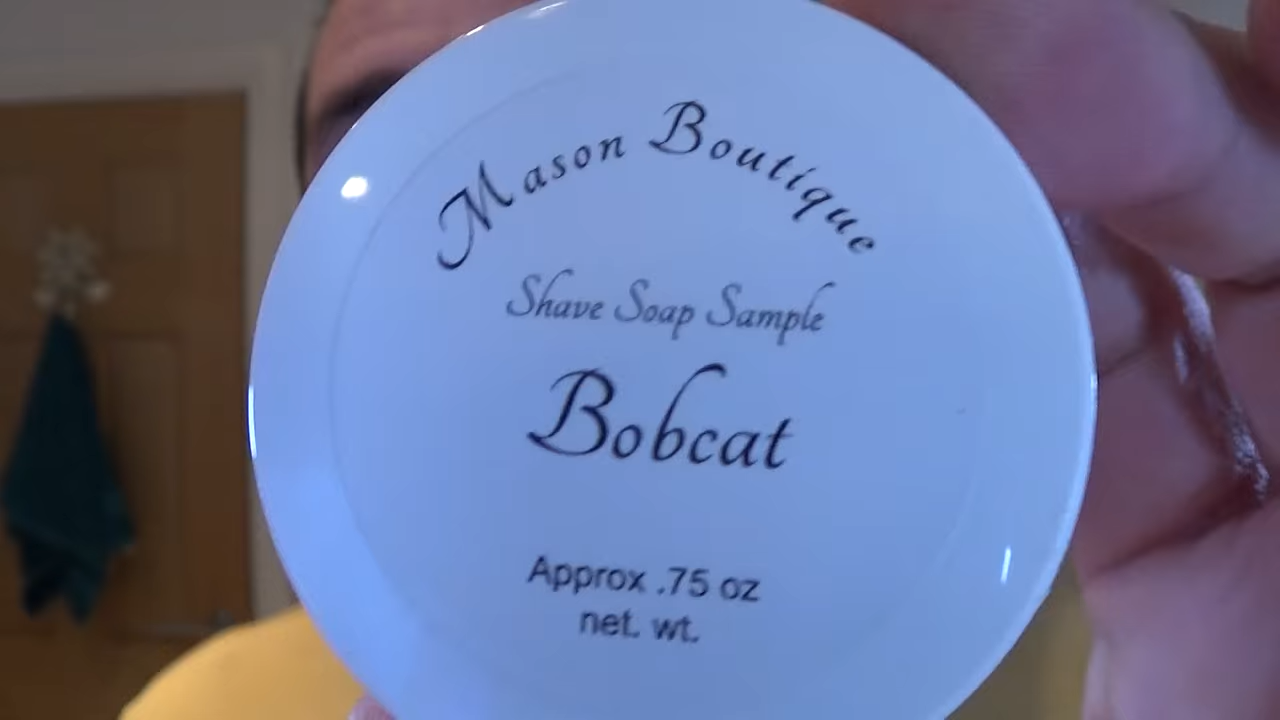 Mason Boutique
Shave Soap Sample
Bobcat
Approx .75 oz
net. wt.